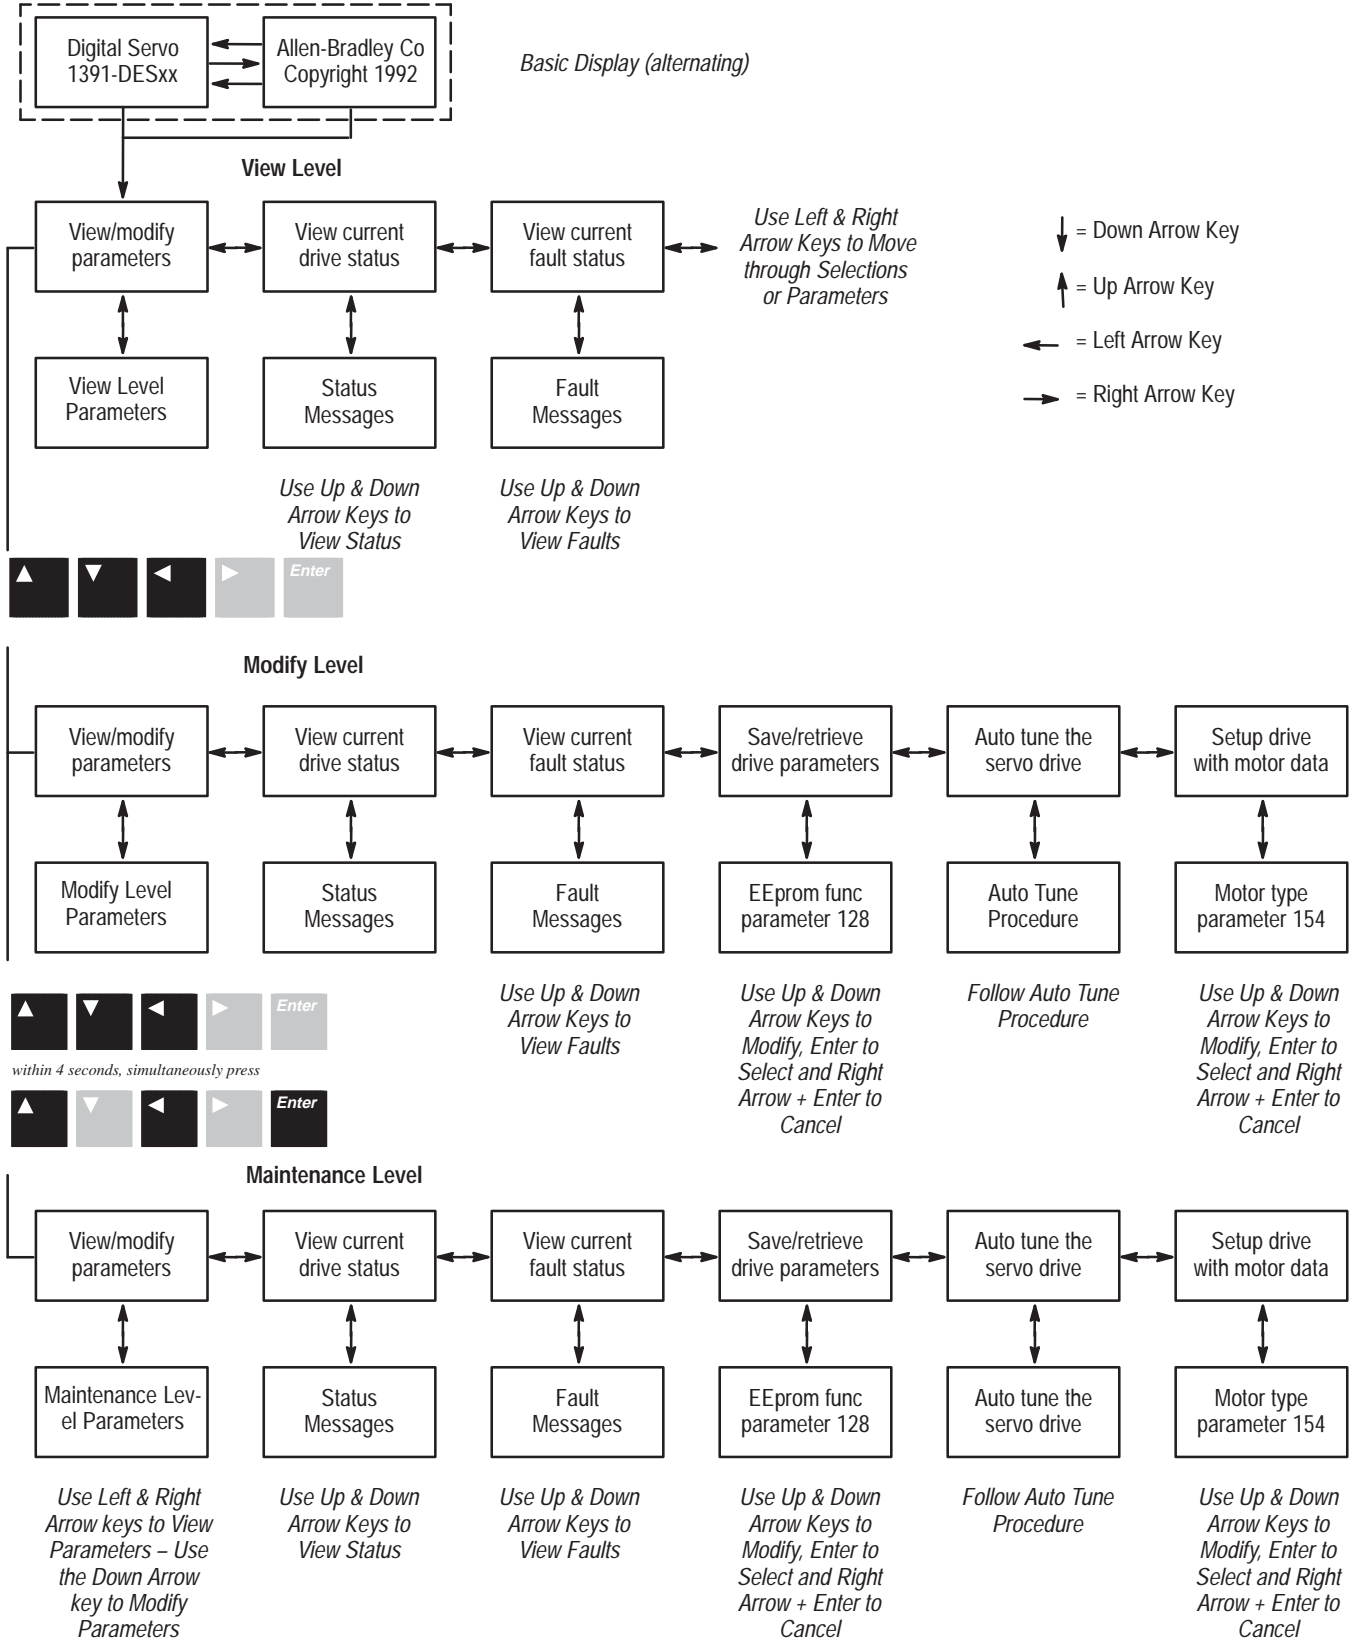 Digital Servo
1391-DESxx
Allen-Bradley Co
Copyright 1992
Basic Display (alternating)
View Level
View/modify
parameters
View current
drive status
View current
fault status
Use Left & Right
Arrow Keys to Move
through Selections
or Parameters
= Down Arrow Key
= Up Arrow Key
= Left Arrow Key
= Right Arrow Key
View Level
Parameters
Status
Messages
Fault
Messages
Use Up & Down
Arrow Keys to
View Status
Use Up & Down
Arrow Keys to
View Faults
Enter
Modify Level
View/modify
parameters
View current
drive status
View current
fault status
Save/retrieve
drive parameters
Auto tune the
servo drive
Setup drive
with motor data
Modify Level
Parameters
Status
Messages
Fault
Messages
EEprom func
parameter 128
Auto Tune
Procedure
Motor type
parameter 154
Use Up & Down
Arrow Keys to
View Faults
Use Up & Down
Arrow Keys to
Modify, Enter to
Select and Right
Arrow + Enter to
Cancel
Follow Auto Tune
Procedure
Use Up & Down
Arrow Keys to
Modify, Enter to
Select and Right
Arrow + Enter to
Cancel
Enter
within 4 seconds, simultaneously press
Enter
Maintenance Level
View/modify
parameters
View current
drive status
View current
fault status
Save/retrieve
drive parameters
Auto tune the
servo drive
Setup drive
with motor data
Maintenance Lev-
el Parameters
Status
Messages
Fault
Messages
EEprom func
parameter 128
Auto tune the
servo drive
Motor type
parameter 154
Use Left & Right
Arrow keys to View
Parameters – Use
the Down Arrow
key to Modify
Parameters
Use Up & Down
Arrow Keys to
View Status
Use Up & Down
Arrow Keys to
View Faults
Use Up & Down
Arrow Keys to
Modify, Enter to
Select and Right
Arrow + Enter to
Cancel
Follow Auto Tune
Procedure
Use Up & Down
Arrow Keys to
Modify, Enter to
Select and Right
Arrow + Enter to
Cancel